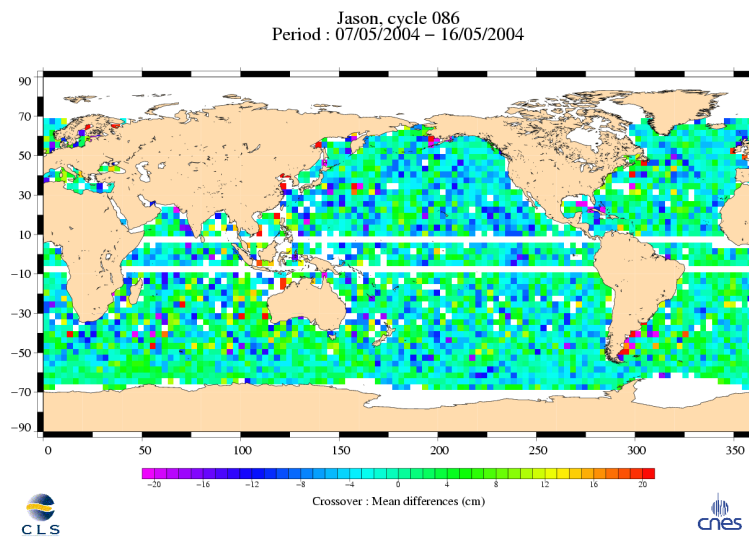 Jason, cycle 086
Period : 07/05/2004 − 16/05/2004
90
70
50
30
10
−10
−30
−50
−70
−90
0 50 100 150 200 250 300 350
−20 −16 −12 −8 −4 0 4 8 12 16 20
Crossover : Mean differences (cm)
CLS
cnes